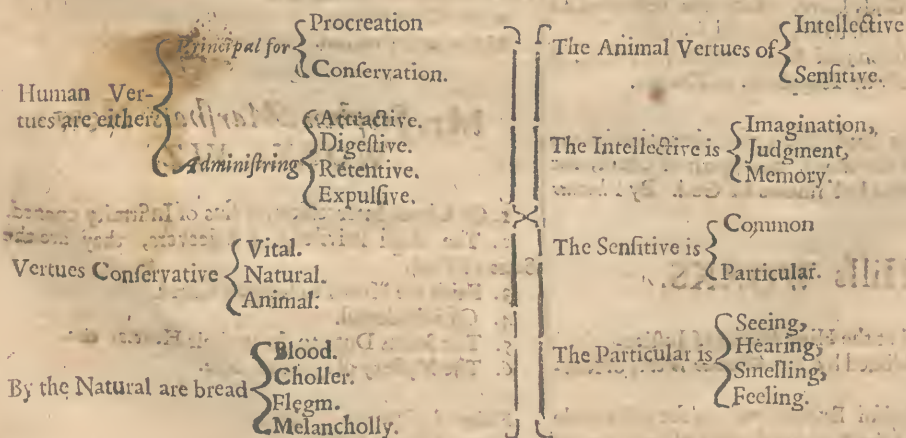 Human Ver-
tues are either
Principal for
Procreation
Conſervation.
Adminiſtring
Attractive.
Digeſtive.
Retentive.
Expulſive.
Vertues Conſervative
Vital.
Natural.
Animal:
By the Natural are bread
Blood.
Choller.
Flegm.
Melancholly.
The Animal Vertues of
Intellective
Senſitive.
The Intellective is
Imagination,
Judgment,
Memory.
The Senſitive is
Common
Particular.
The Particular is
Seeing,
Hearing,
Smelling,
Feeling.